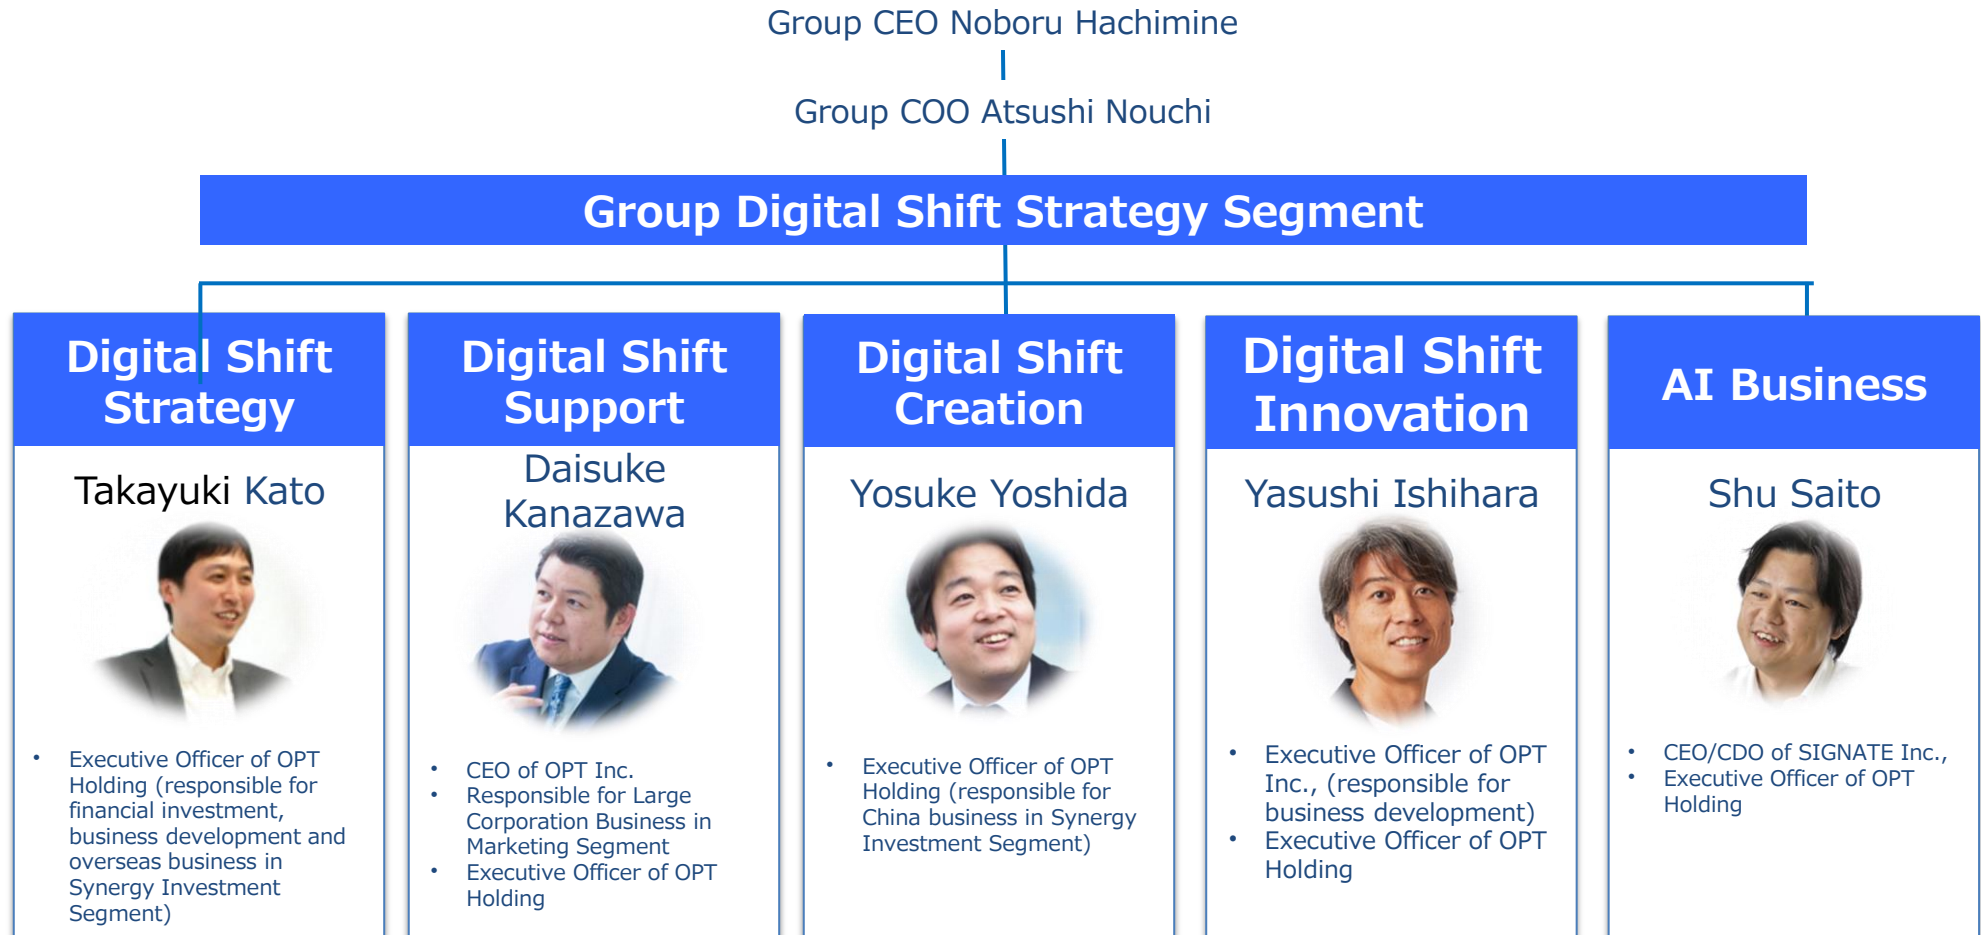 Group CEO Noboru Hachimine
Group COO Atsushi Nouchi
Group Digital Shift Strategy Segment
Digital Shift
Strategy
Takayuki Kato
• Executive Officer of OPT
Holding (responsible for
financial investment,
business development and
overseas business in
Synergy Investment
Segment)
Digital Shift
Support
Daisuke
Kanazawa
• CEO of OPT Inc.
• Responsible for Large
Corporation Business in
Marketing Segment
• Executive Officer of OPT
Holding
Digital Shift
Creation
Yosuke Yoshida
• Executive Officer of OPT
Holding (responsible for
China business in Synergy
Investment Segment)
Digital Shift
Innovation
Yasushi Ishihara
• Executive Officer of OPT
Inc., (responsible for
business development)
• Executive Officer of OPT
Holding
AI Business
Shu Saito
• CEO/CDO of SIGNATE Inc.,
• Executive Officer of OPT
Holding